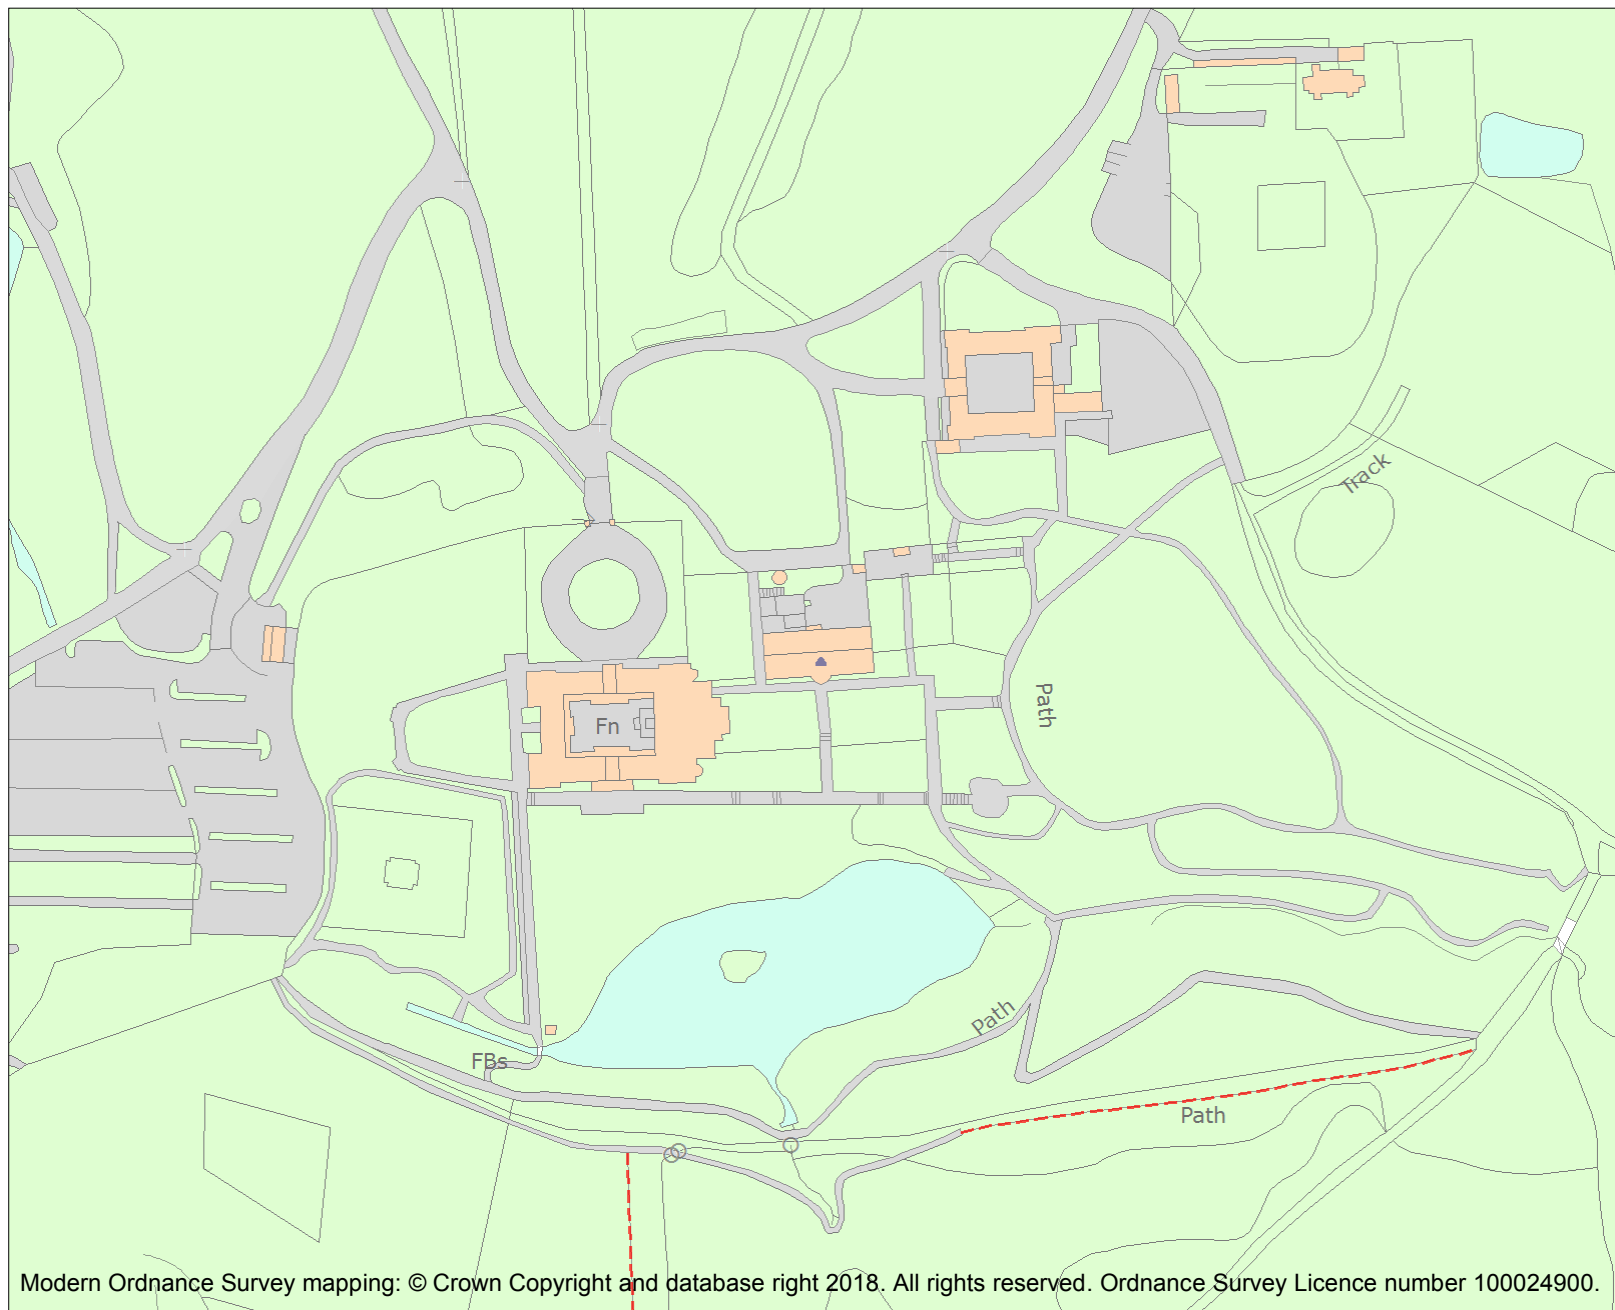 Track
Path
Fn
Path
FBs
Path
Modern Ordnance Survey mapping: © Crown Copyright and database right 2018. All rights reserved. Ordnance Survey Licence number 100024900.